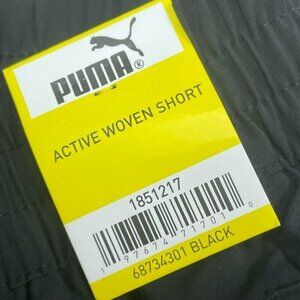 PUMA®
ACTIVE WOVEN SHORT
1851217
1 97674 71701 0
68734301 BLACK